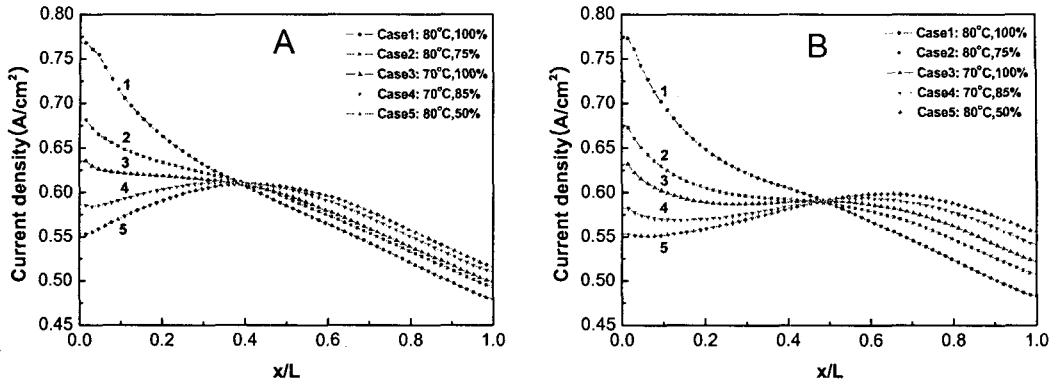 A
Case1: 80°C,100%
Case2: 80°C,75%
Case3: 70°C,100%
Case4: 70°C,85%
Case5: 80°C,50%
Current density(A/cm²)
0.80
0.75
0.70
0.65
0.60
0.55
0.50
0.45
1
2
3
4
5
0.0 0.2 0.4 0.6 0.8 1.0
x/L
B
Case1: 80°C,100%
Case2: 80°C,75%
Case3: 70°C,100%
Case4: 70°C,85%
Case5: 80°C,50%
Current density(A/cm²)
0.80
0.75
0.70
0.65
0.60
0.55
0.50
0.45
1
2
3
4
5
0.0 0.2 0.4 0.6 0.8 1.0
x/L